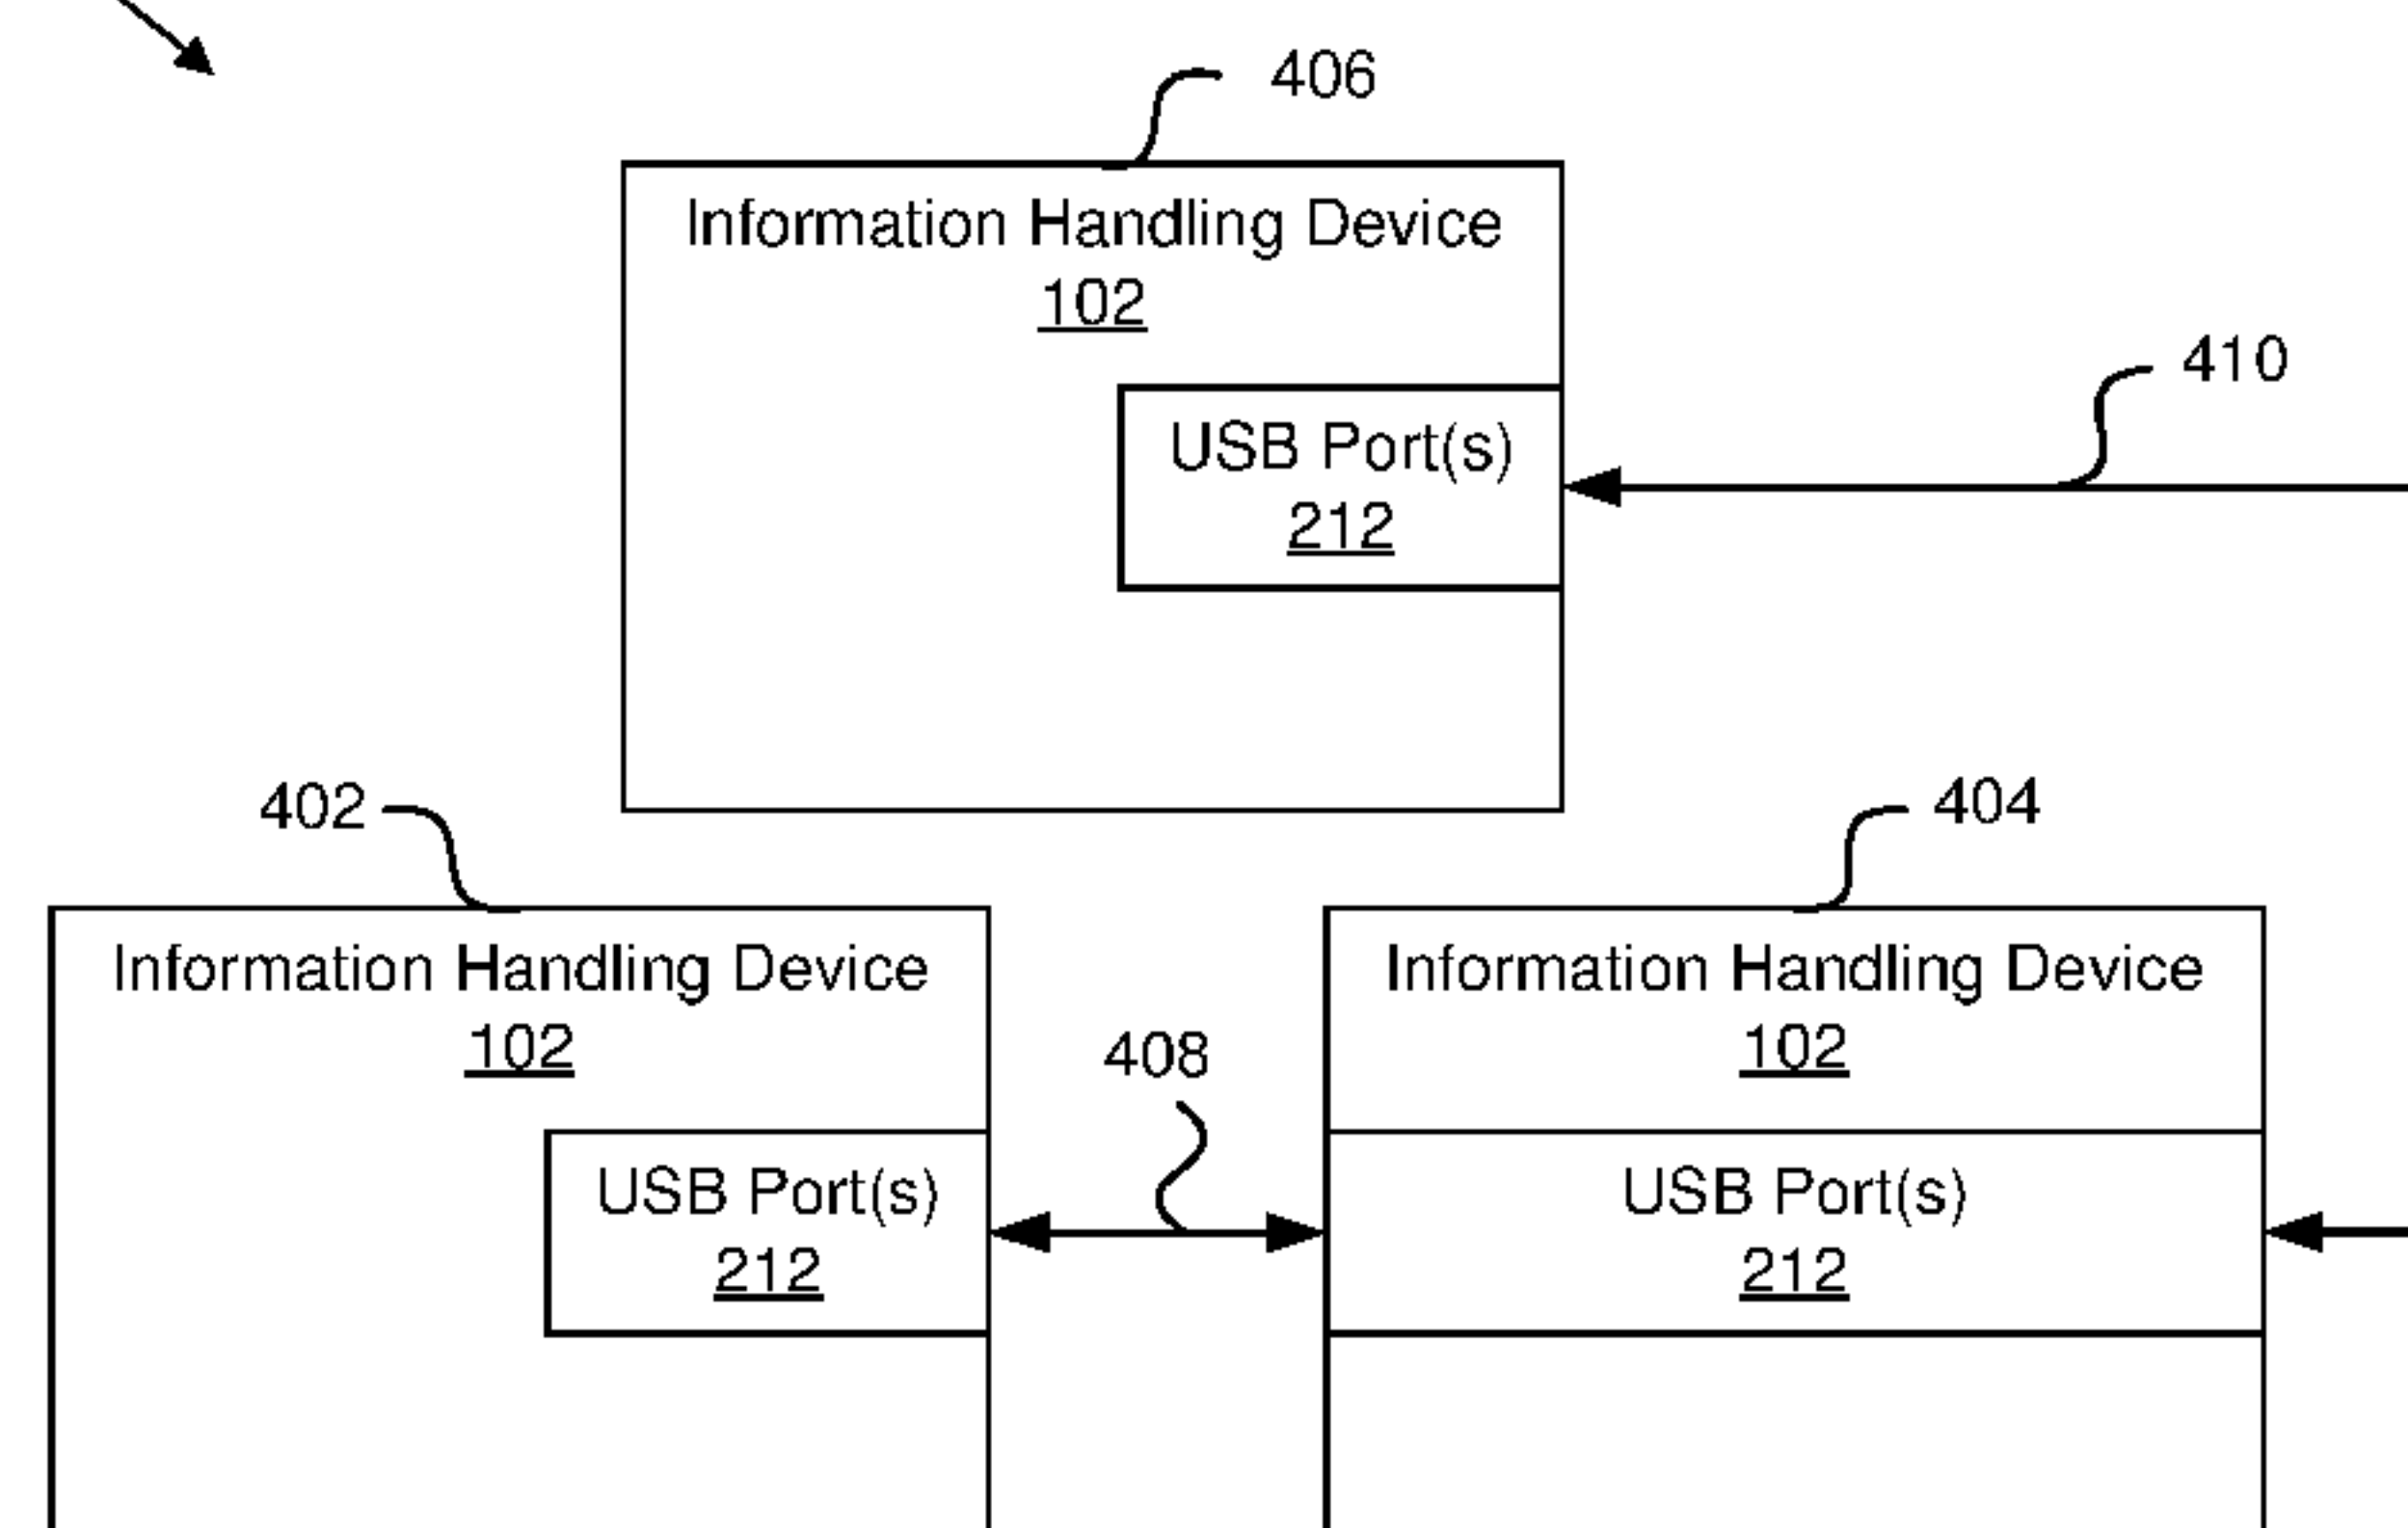 406
Information Handling Device
102
410
USB Port(s)
212
402
404
Information Handling Device
102
Information Handling Device
102
408
USB Port(s)
212
USB Port(s)
212